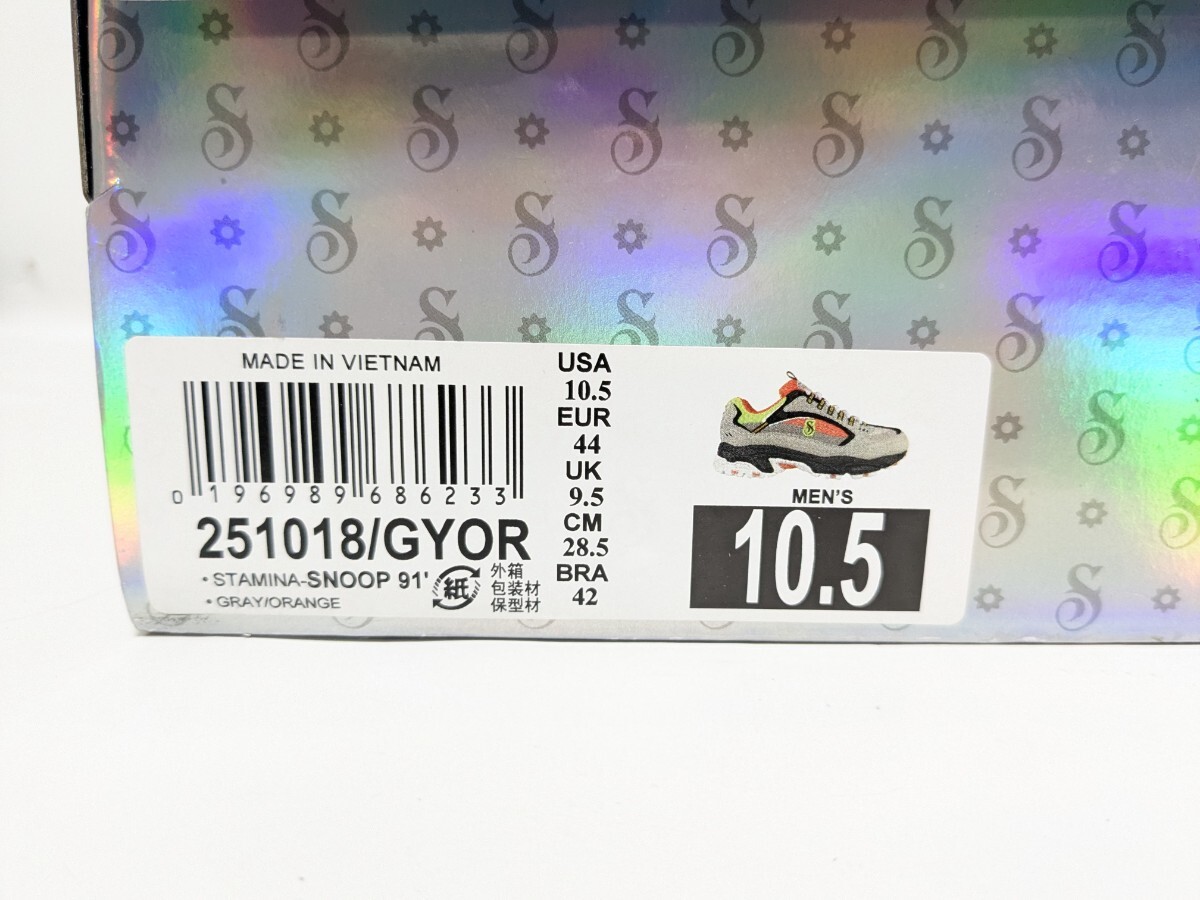 MADE IN VIETNAM
0 196989 686233
251018/GYOR
• STAMINA-SNOOP 91'
• GRAY/ORANGE
紙
外箱
包装材
保型材
USA
10.5
EUR
44
UK
9.5
CM
28.5
BRA
42
MEN'S
10.5